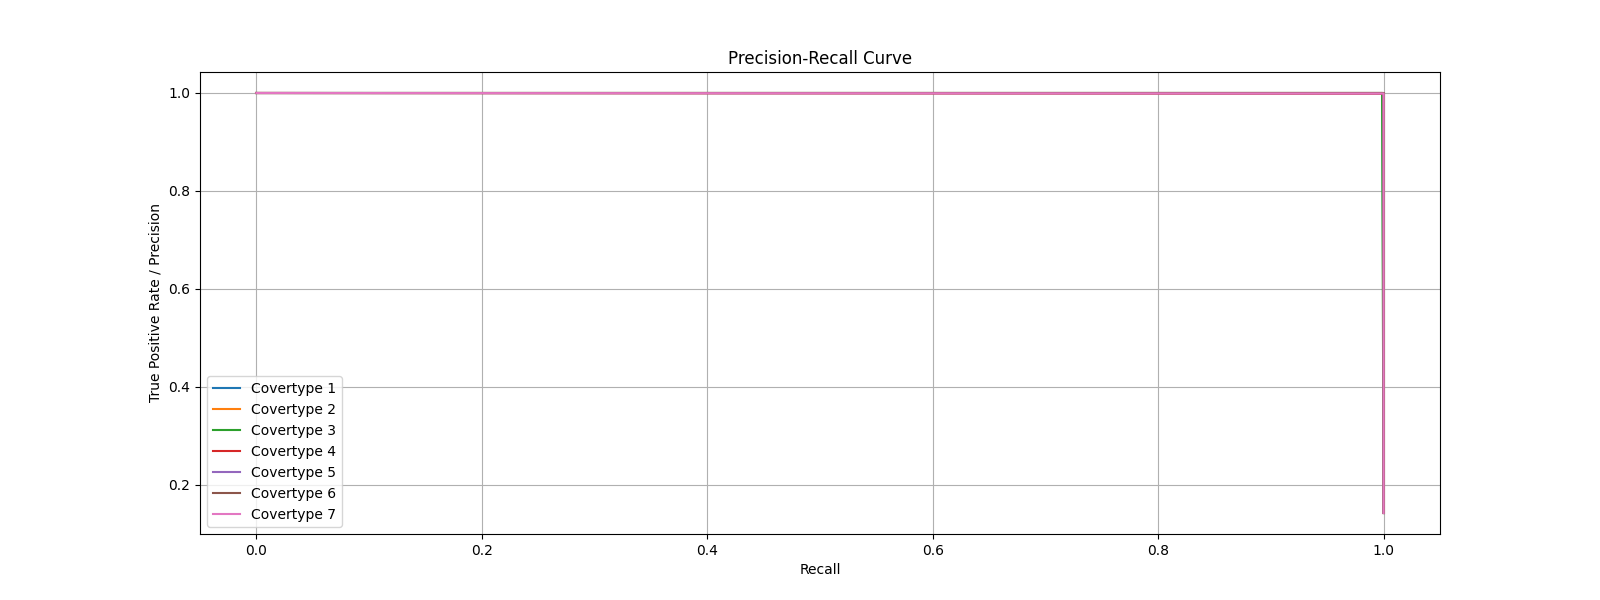 Precision-Recall Curve
True Positive Rate / Precision
1.0
0.8
0.6
0.4
0.2
Covertype 1
Covertype 2
Covertype 3
Covertype 4
Covertype 5
Covertype 6
Covertype 7
0.0 0.2 0.4 0.6 0.8 1.0
Recall